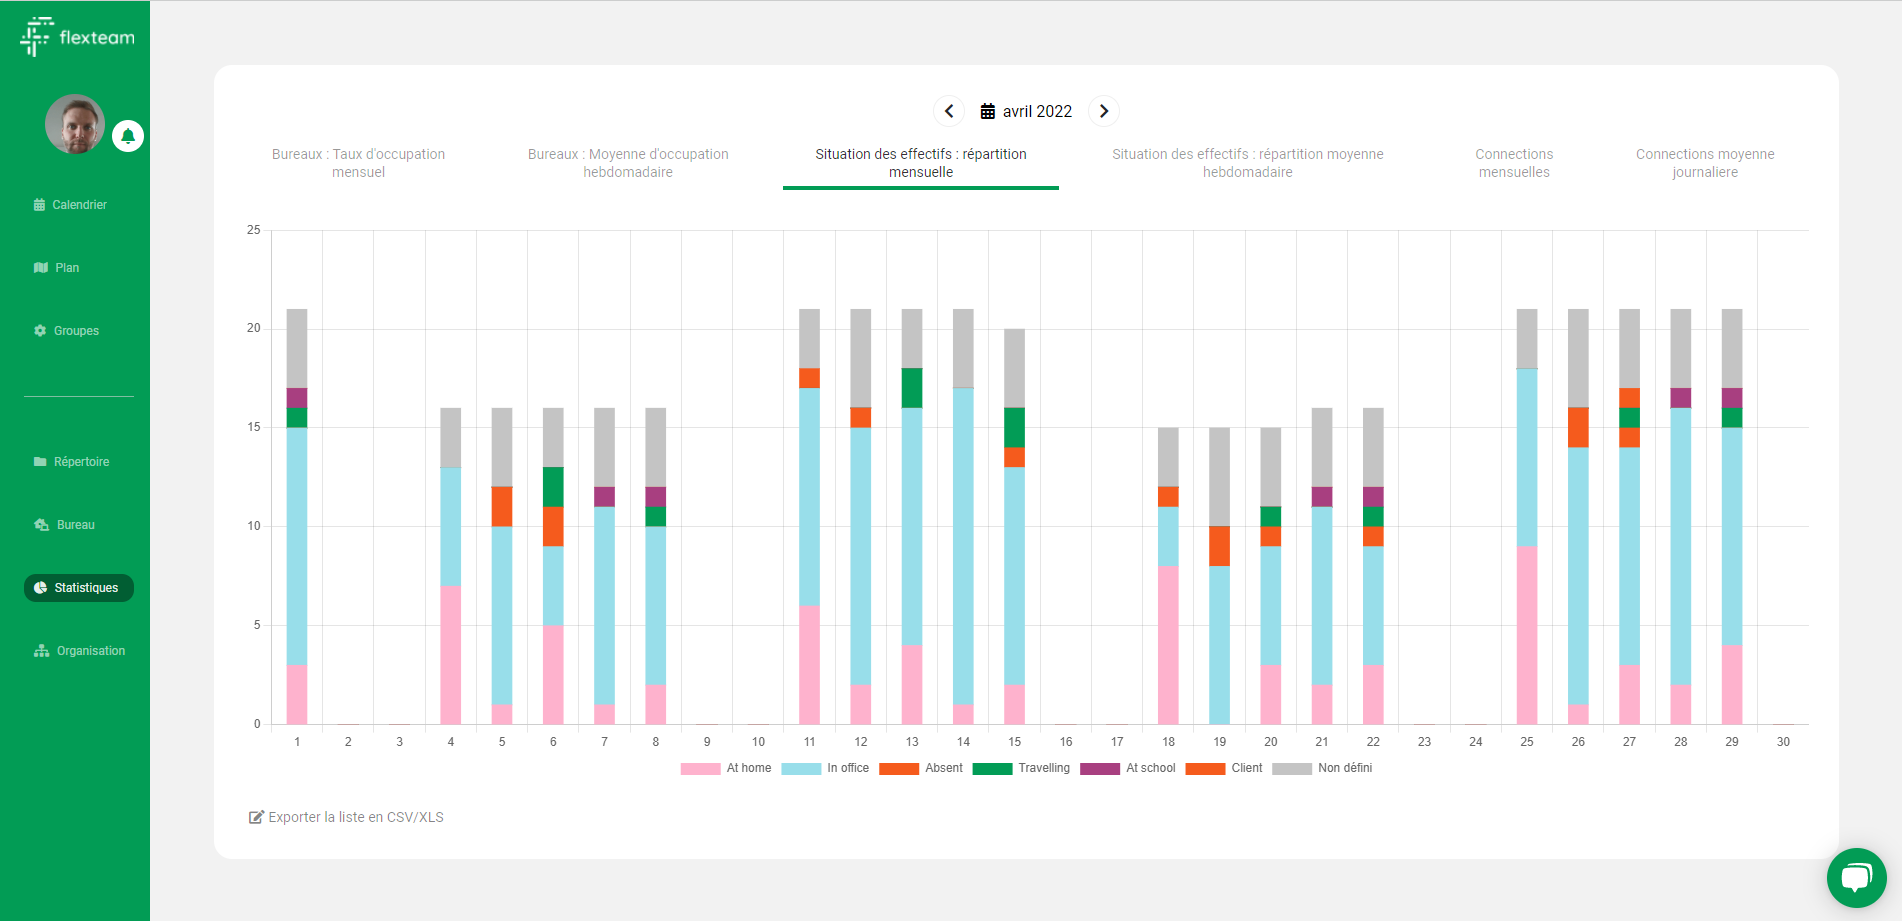 flexteam
avril 2022
Bureaux : Taux d'occupation
mensuel
Bureaux : Moyenne d'occupation
hebdomadaire
Situation des effectifs : répartition
mensuelle
Situation des effectifs : répartition moyenne
hebdomadaire
Connections
mensuelles
Connections moyenne
journaliere
Calendrier
Plan
Groupes
Répertoire
Bureau
Statistiques
Organisation
25
20
15
10
5
0
1 2 3 4 5 6 7 8 9 10 11 12 13 14 15 16 17 18 19 20 21 22 23 24 25 26 27 28 29 30
At home In office Absent Travelling At school Client Non défini
Exporter la liste en CSV/XLS